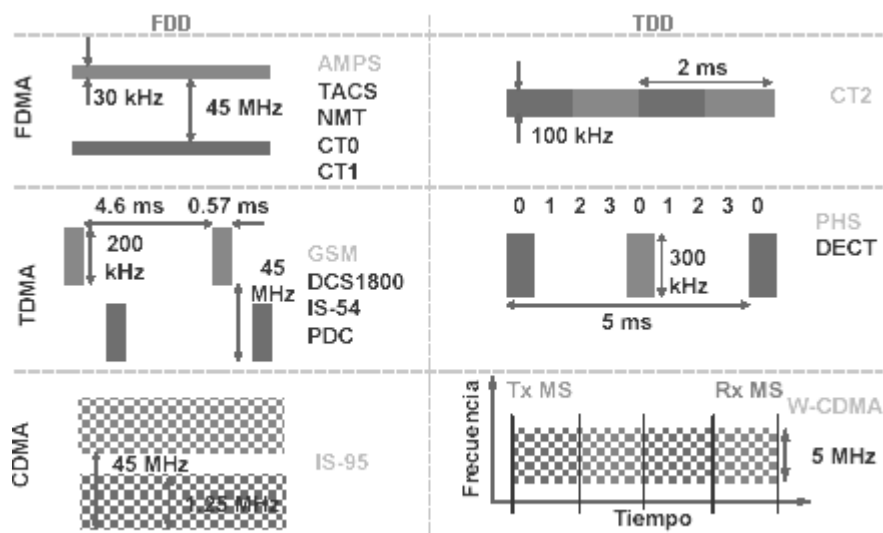 FDD
TDD
FDMA
30 kHz
45 MHz
AMPS
TACS
NMT
CT0
CT1
2 ms
100 kHz
CT2
TDMA
4.6 ms 0.57 ms
200
kHz
45
MHz
GSM
DCS1800
IS-54
PDC
0 1 2 3 0 1 2 3 0
300
kHz
5 ms
PHS
DECT
CDMA
45 MHz
1.25 MHz
IS-95
Frecuencia
Tx MS
Rx MS
W-CDMA
5 MHz
Tiempo